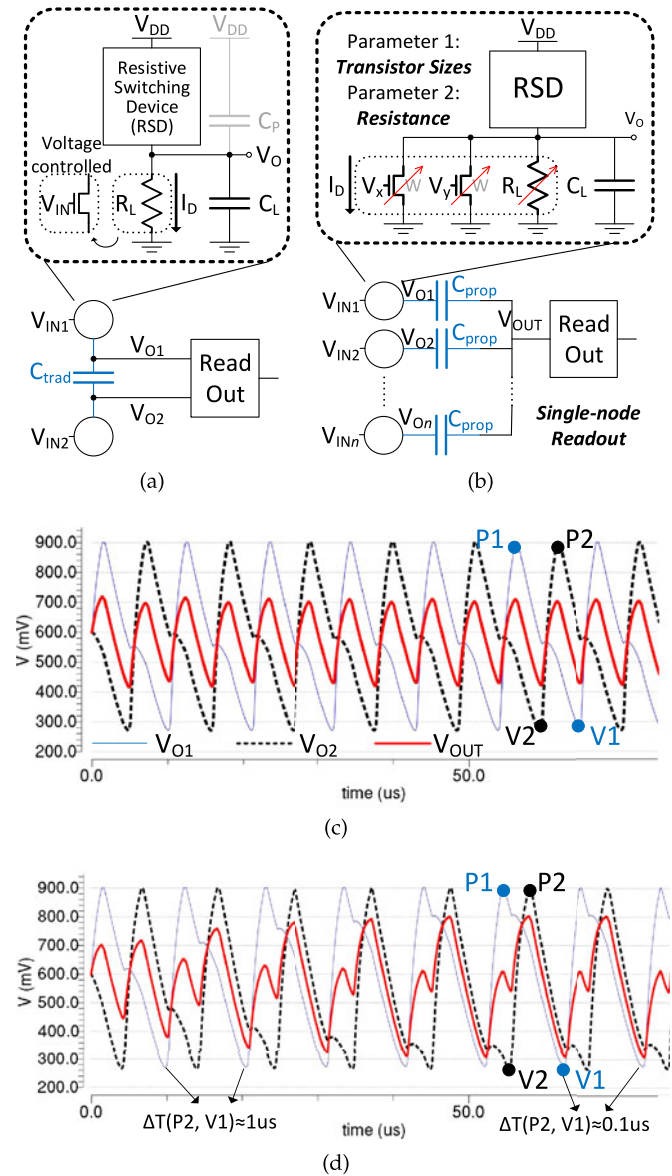 V_DD
V_DD
Resistive
Switching
Device
(RSD)
C_P
Voltage
controlled
V_O
V_IN
R_L
I_D
C_L
V_IN1
V_O1
C_trad
Read
Out
V_O2
V_IN2
(a)
Parameter 1:
Transistor Sizes
Parameter 2:
Resistance
V_DD
RSD
V_O
I_D
V_x
W
V_y
W
R_L
C_L
V_IN1
V_O1
C_prop
V_OUT
Read
Out
V_IN2
V_O2
C_prop
V_INn
V_On
C_prop
Single-node
Readout
(b)
V (mV)
900.0
800.0
700.0
600.0
500.0
400.0
300.0
200.0
P1
P2
V2
V1
V_O1
V_O2
V_OUT
0.0
50.0
time (us)
(c)
V (mV)
900.0
800.0
700.0
600.0
500.0
400.0
300.0
200.0
P1
P2
V2
V1
0.0
50.0
ΔT(P2, V1)≈1us
ΔT(P2, V1)≈0.1us
time (us)
(d)